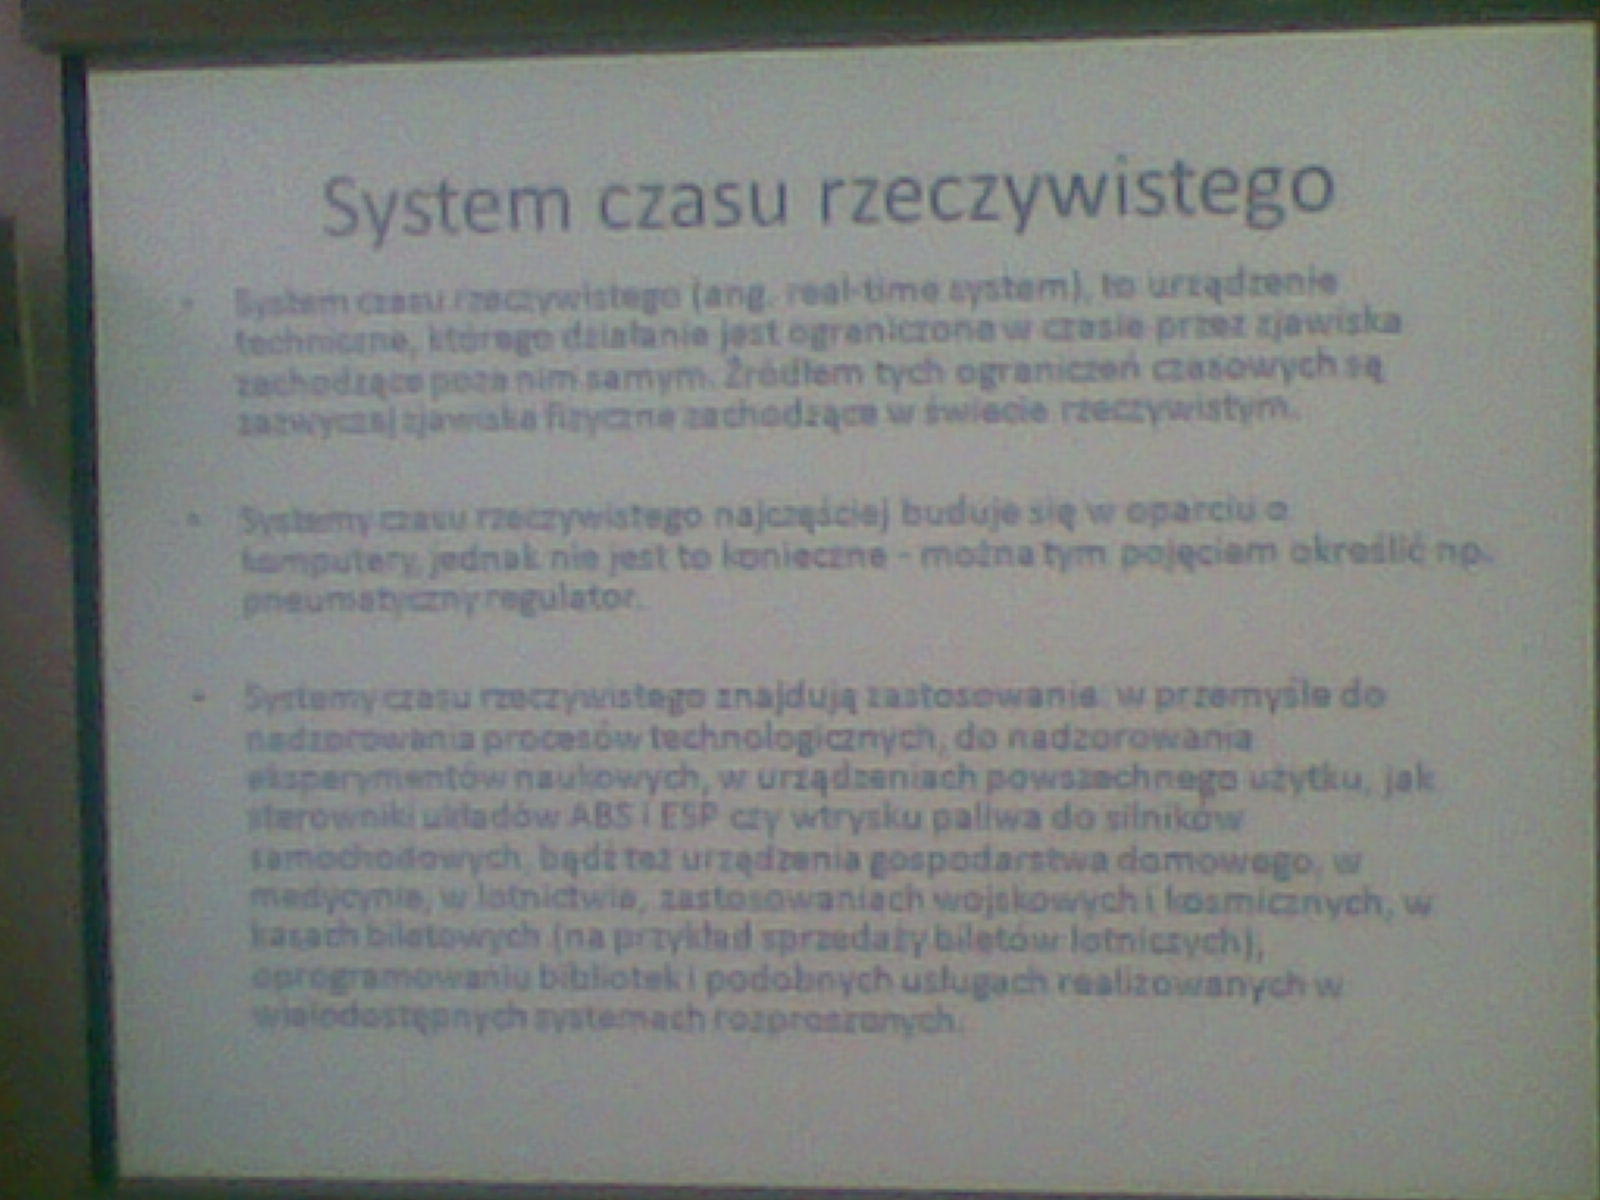 System czasu rzeczywistego
• System czasu rzeczywistego (ang. real-time system), to urządzenie
techniczne, którego działanie jest ograniczone w czasie przez zjawiska
zachodzące poza nim samym. Źródłem tych ograniczeń czasowych są
zazwyczaj zjawiska fizyczne zachodzące w świecie rzeczywistym.
• Systemy czasu rzeczywistego najczęściej buduje się w oparciu o
komputery, jednak nie jest to konieczne - można tym pojęciem określić np.
pneumatyczny regulator.
• Systemy czasu rzeczywistego znajdują zastosowanie: w przemyśle do
nadzorowania procesów technologicznych, do nadzorowania
eksperymentów naukowych, w urządzeniach powszechnego użytku, jak
sterowniki układów ABS i ESP czy wtrysku paliwa do silników
samochodowych, bądź też urządzenia gospodarstwa domowego, w
medycynie, w lotnictwie, zastosowaniach wojskowych i kosmicznych, w
kasach biletowych (na przykład sprzedaży biletów lotniczych),
oprogramowaniu bibliotek i podobnych usługach realizowanych w
wielodostępnych systemach rozproszonych.